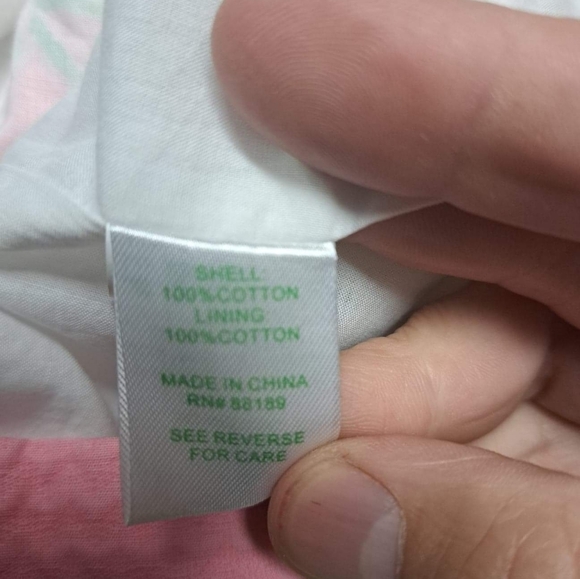 SHELL
100%COTTON
LINING
100%COTTON
MADE IN CHINA
RN# 88189
SEE REVERSE
FOR CARE